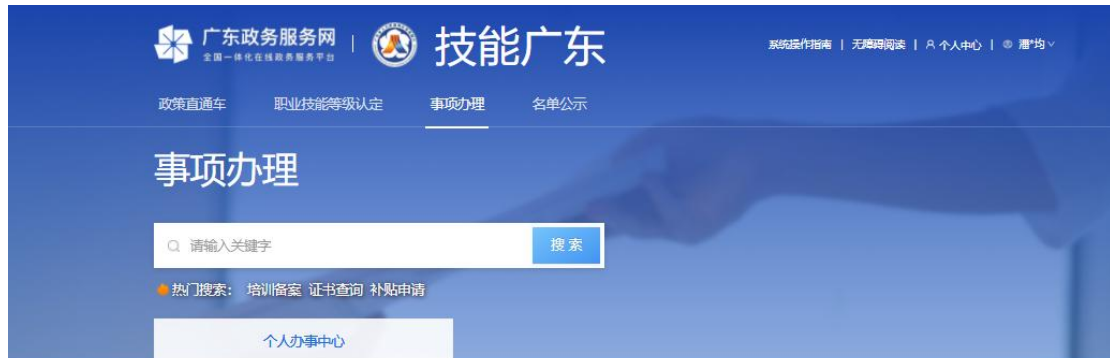 广东政务服务网 | 技能广东
全国一体化在线政务服务平台
系统操作指南 | 无障碍阅读 | 个人中心 | 潘*均
政策直通车 职业技能等级认定 事项办理 名单公示
事项办理
请输入关键字 搜索
热门搜索: 培训备案 证书查询 补贴申请
个人办事中心